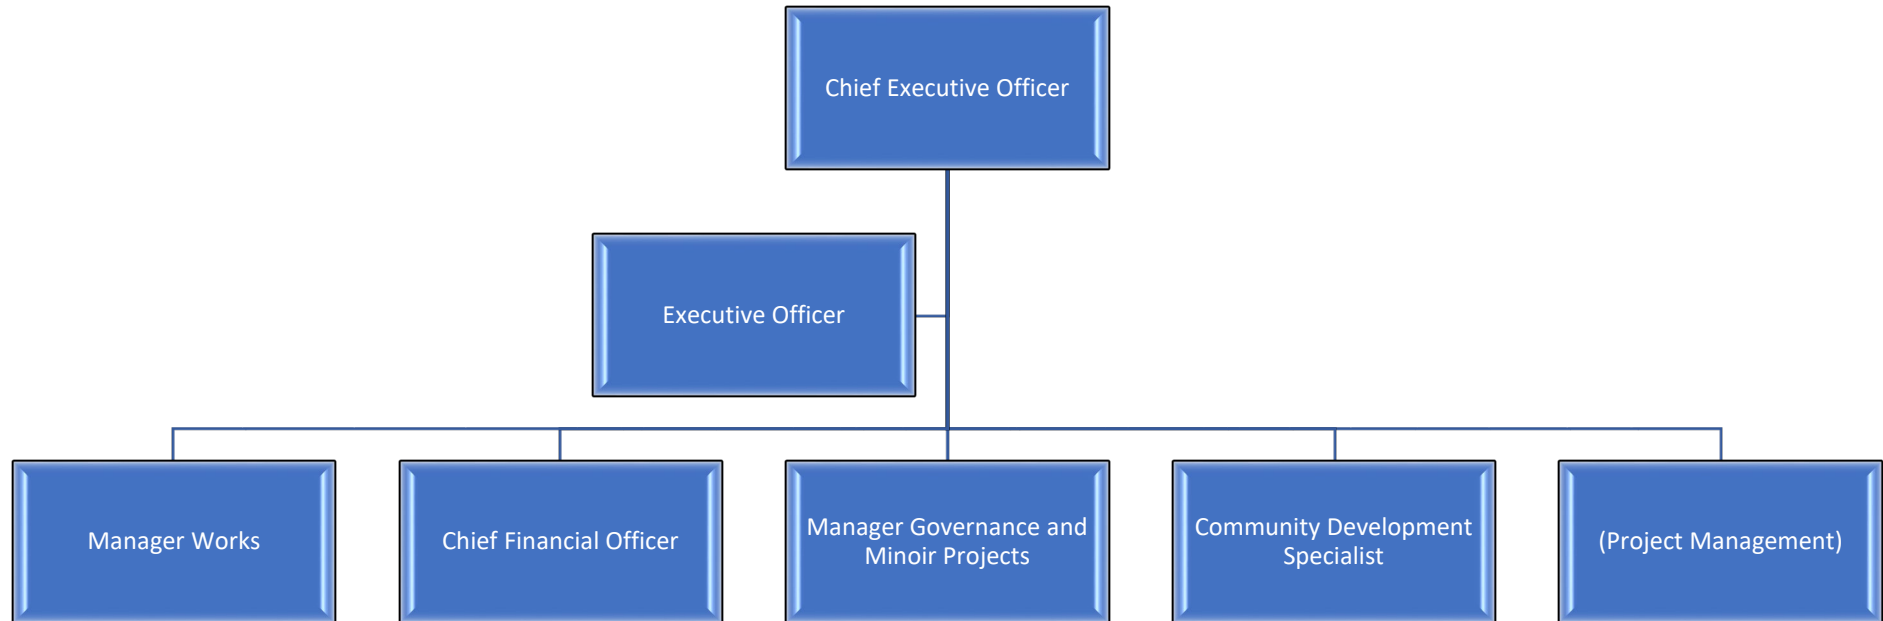 Chief Executive Officer
Executive Officer
Manager Works
Chief Financial Officer
Manager Governance and
Minoir Projects
Community Development
Specialist
(Project Management)